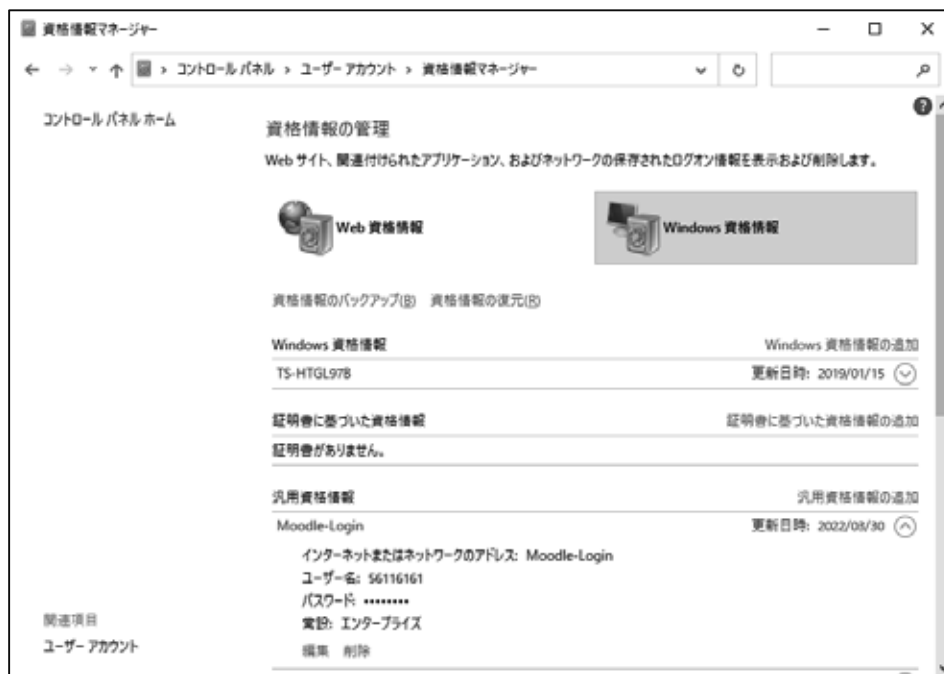 資格情報マネージャー
コントロール パネル › ユーザー アカウント › 資格情報マネージャー
コントロール パネル ホーム
資格情報の管理
Web サイト、関連付けられたアプリケーション、およびネットワークの保存されたログオン情報を表示および削除します。
Web 資格情報
Windows 資格情報
資格情報のバックアップ(B) 資格情報の復元(R)
Windows 資格情報 Windows 資格情報の追加
TS-HTGL97B 更新日時: 2019/01/15
証明書に基づいた資格情報 証明書に基づいた資格情報の追加
証明書がありません。
汎用資格情報 汎用資格情報の追加
Moodle-Login 更新日時: 2022/08/30
インターネットまたはネットワークのアドレス: Moodle-Login
ユーザー名: 56116161
パスワード: ••••••••
常設: エンタープライズ
編集 削除
関連項目
ユーザー アカウント